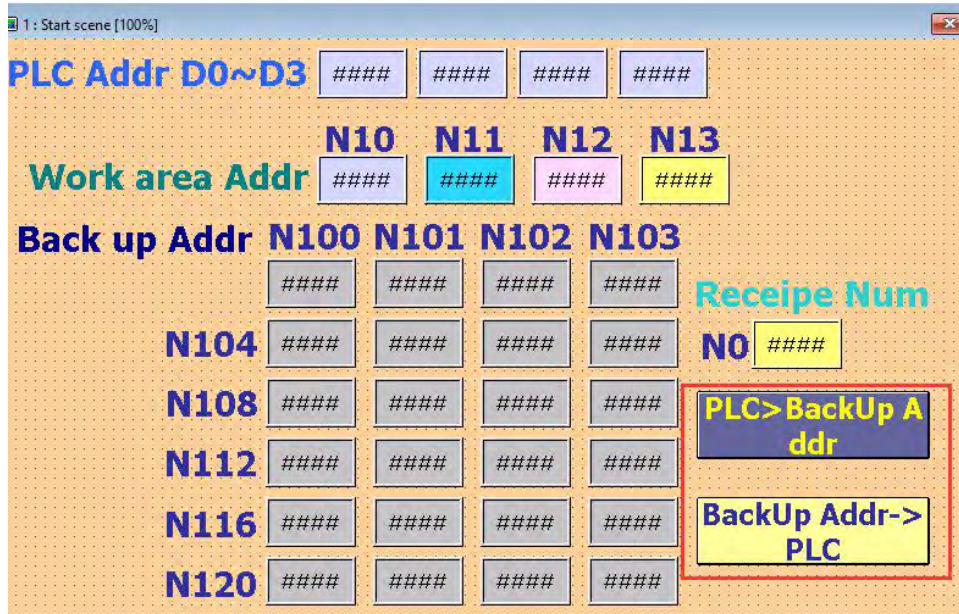 1 : Start scene [100%]
PLC Addr D0~D3 #### #### #### ####
N10 N11 N12 N13
Work area Addr #### #### #### ####
Back up Addr N100 N101 N102 N103
#### #### #### ####
Receipe Num
N104 #### #### #### #### N0 ####
N108 #### #### #### ####
PLC>BackUp A
ddr
N112 #### #### #### ####
N116 #### #### #### ####
BackUp Addr->
PLC
N120 #### #### #### ####